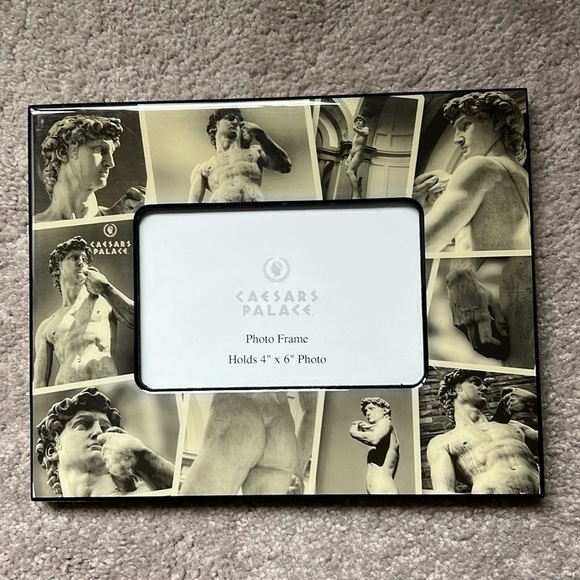 CAESARS
PALACE
CAESARS
PALACE
Photo Frame
Holds 4" x 6" Photo